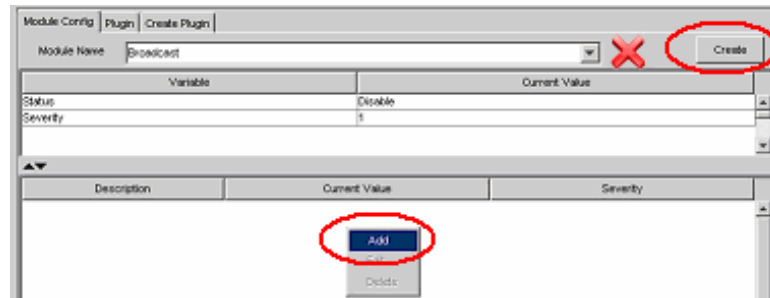 Module Config Plugin Create Plugin
Module Name Broadcast Create
Variable Current Value
Status Disable
Severity 1
Description Current Value Severity
Add
Edit
Delete